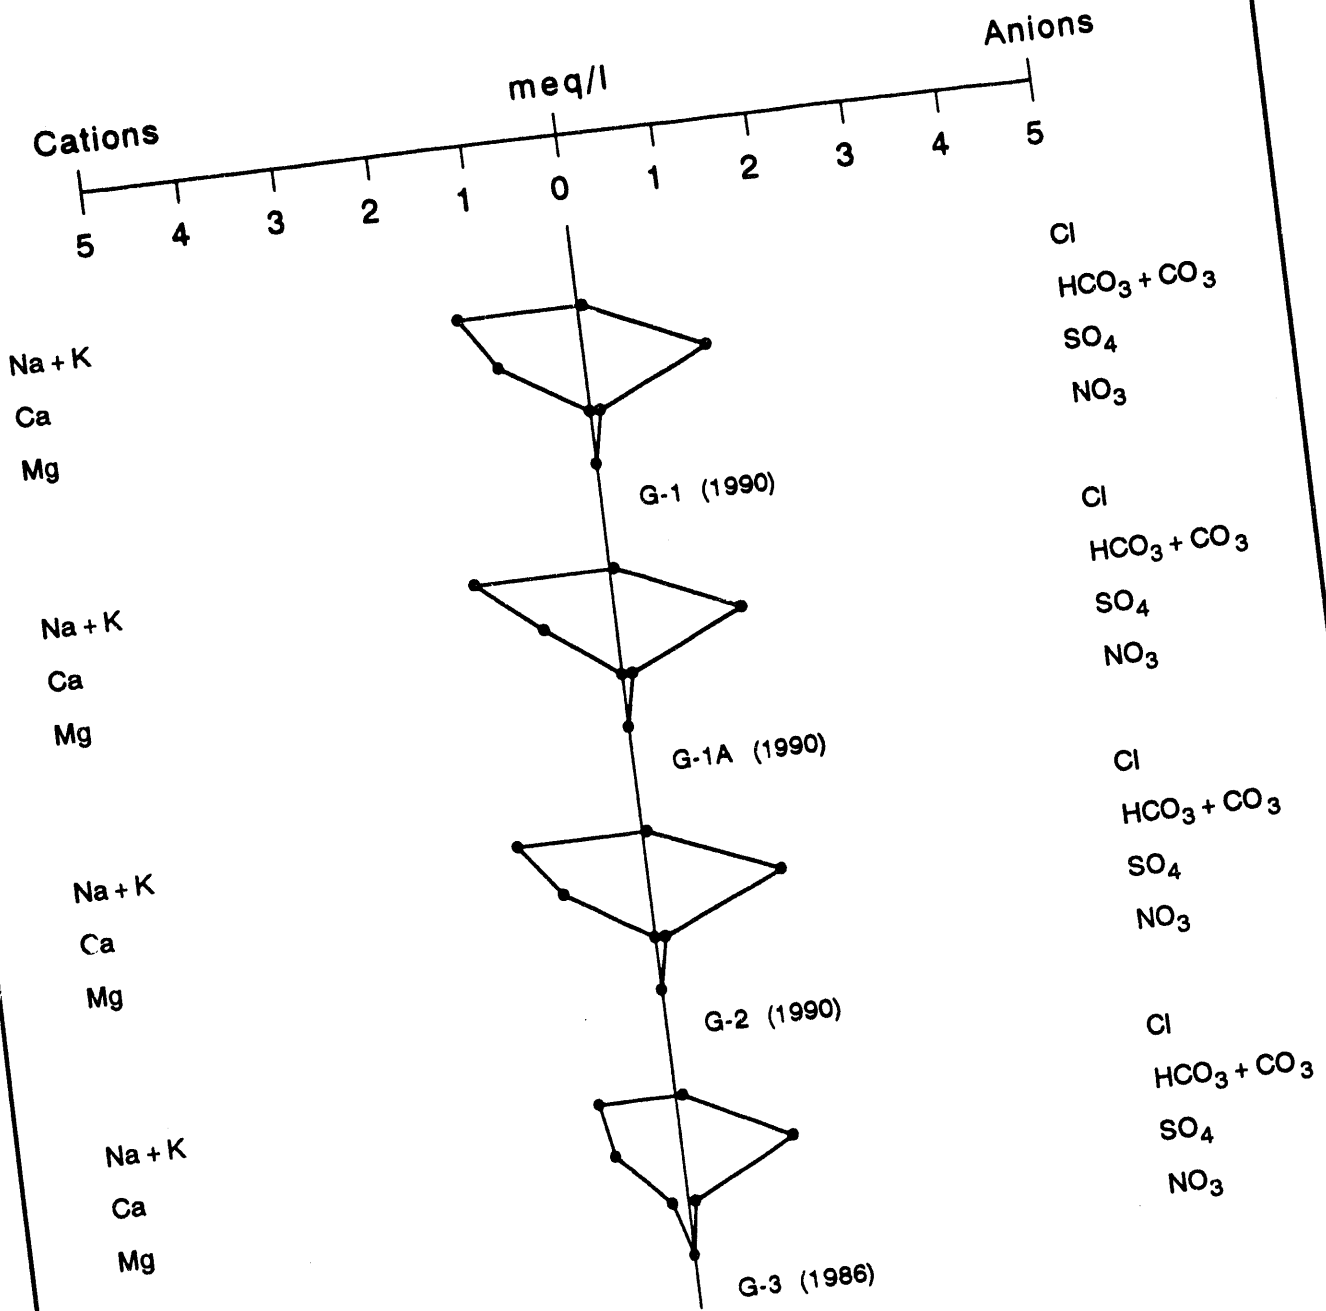 Anions
meq/l
Cations
5 4 3 2 1 0 1 2 3 4 5
Cl
HCO₃ + CO₃
Na + K
SO₄
Ca
NO₃
Mg
G-1 (1990)
Cl
HCO₃ + CO₃
Na + K
SO₄
Ca
NO₃
Mg
G-1A (1990)
Cl
HCO₃ + CO₃
Na + K
SO₄
Ca
NO₃
Mg
G-2 (1990)
Cl
HCO₃ + CO₃
Na + K
SO₄
Ca
NO₃
Mg
G-3 (1986)